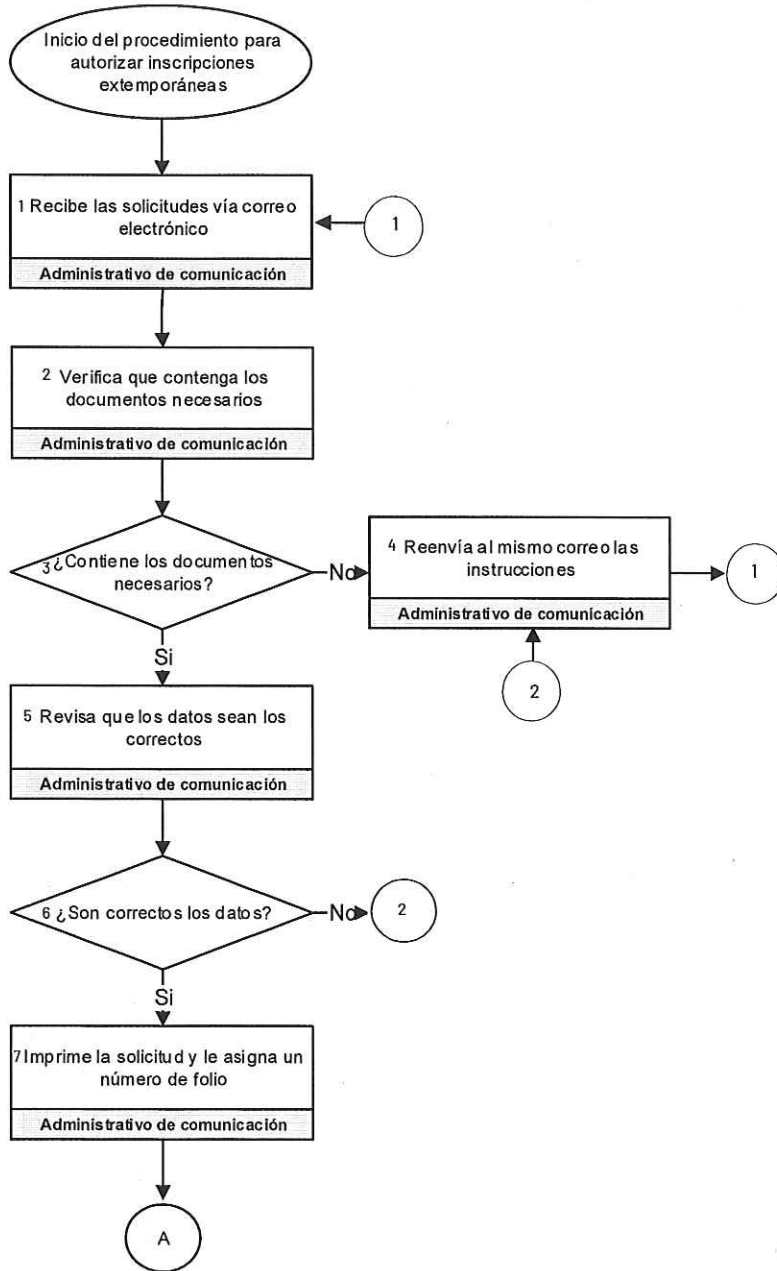 Inicio del procedimiento para
autorizar inscripciones
extemporáneas
1 Recibe las solicitudes vía correo
electrónico
1
Administrativo de comunicación
2 Verifica que contenga los
documentos necesarios
Administrativo de comunicación
3 ¿Contiene los documentos
necesarios?
No
4 Reenvía al mismo correo las
instrucciones
Administrativo de comunicación
1
2
Si
5 Revisa que los datos sean los
correctos
Administrativo de comunicación
6 ¿Son correctos los datos?
No
2
Si
7 Imprime la solicitud y le asigna un
número de folio
Administrativo de comunicación
A